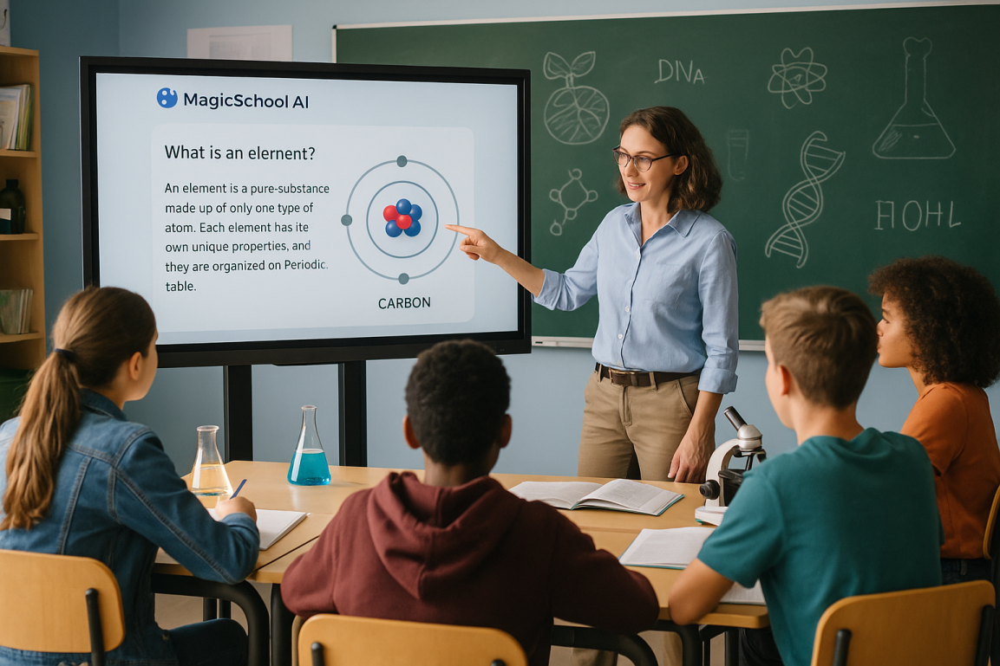 MagicSchool AI
What is an elernent?
An element is a pure-substance
made up of only one type of
atom. Each element has ite
own unique properties, and
they are organized on Periodic.
table.
CARBON
DNA